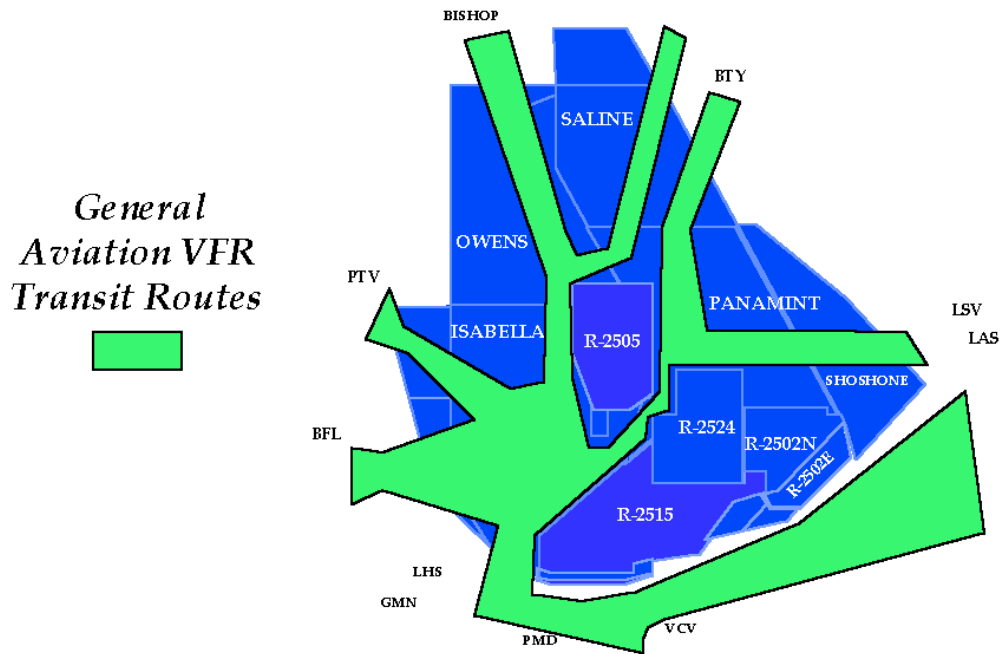 BISHOP
BTY
SALINE
General
Aviation VFR
Transit Routes
OWENS
PTV
PANAMINT
ISABELLA
R-2505
LSV
LAS
SHOSHONE
BFL
R-2524
R-2502N
R-2502E
R-2515
LHS
GMN
PMD
VCV